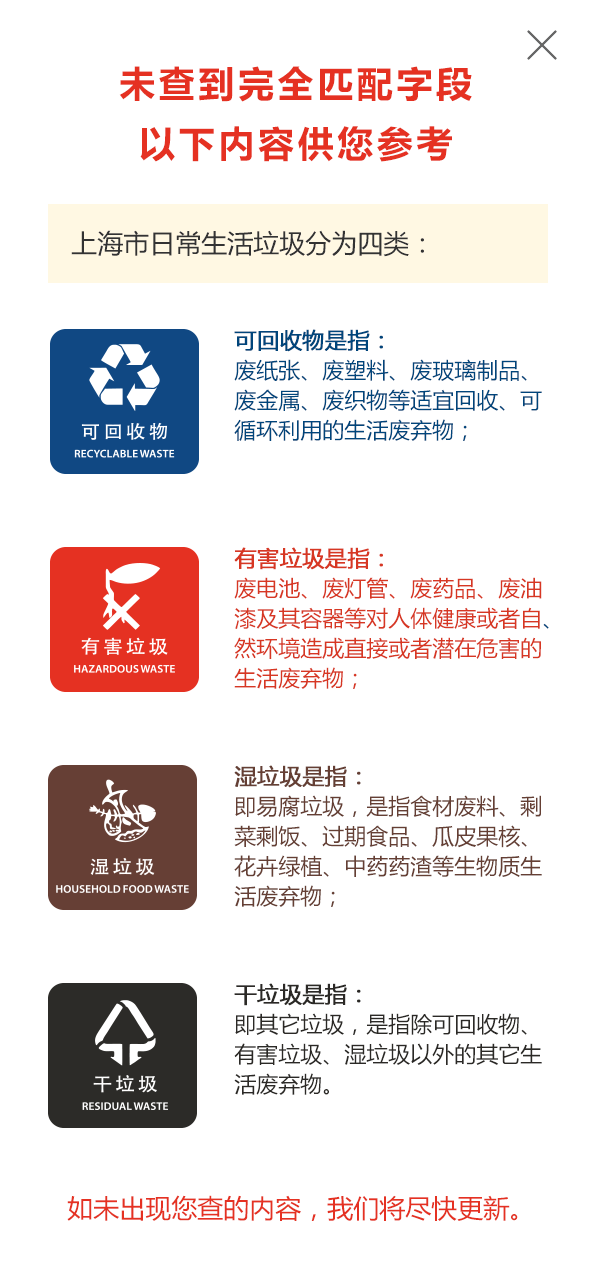 未查到完全匹配字段
以下内容供您参考
上海市日常生活垃圾分为四类：
可回收物
RECYCLABLE WASTE
可回收物是指：
废纸张、废塑料、废玻璃制品、
废金属、废织物等适宜回收、可
循环利用的生活废弃物；
有害垃圾
HAZARDOUS WASTE
有害垃圾是指：
废电池、废灯管、废药品、废油
漆及其容器等对人体健康或者自、
然环境造成直接或者潜在危害的
生活废弃物；
湿垃圾
HOUSEHOLD FOOD WASTE
湿垃圾是指：
即易腐垃圾，是指食材废料、剩
菜剩饭、过期食品、瓜皮果核、
花卉绿植、中药药渣等生物质生
活废弃物；
干垃圾
RESIDUAL WASTE
干垃圾是指：
即其它垃圾，是指除可回收物、
有害垃圾、湿垃圾以外的其它生
活废弃物。
如未出现您查的内容，我们将尽快更新。